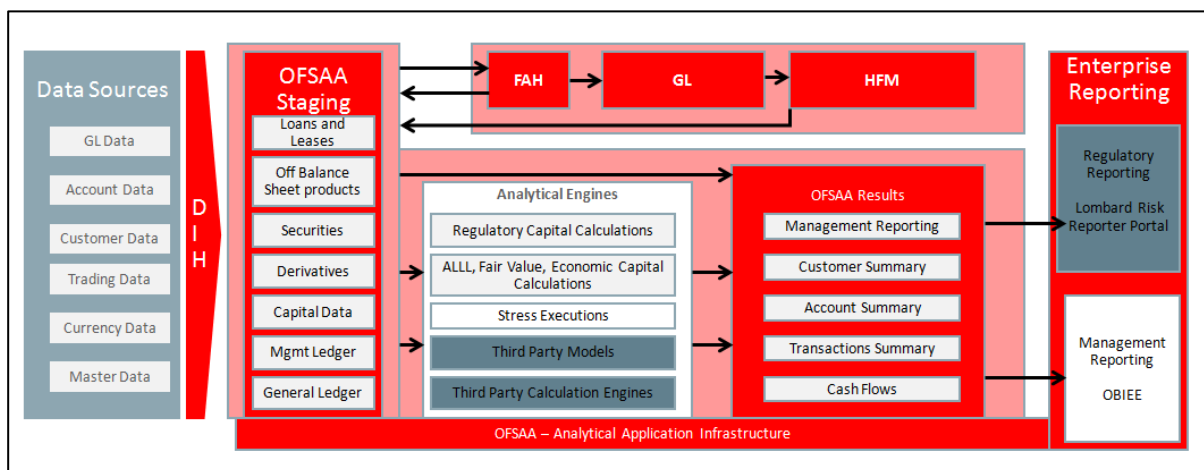 Data Sources
GL Data
Account Data
Customer Data
Trading Data
Currency Data
Master Data
D
I
H
OFSAA
Staging
Loans and
Leases
Off Balance
Sheet products
Securities
Derivatives
Capital Data
Mgmt Ledger
General Ledger
FAH
GL
HFM
Analytical Engines
Regulatory Capital Calculations
ALLL, Fair Value, Economic Capital
Calculations
Stress Executions
Third Party Models
Third Party Calculation Engines
OFSAA Results
Management Reporting
Customer Summary
Account Summary
Transactions Summary
Cash Flows
Enterprise
Reporting
Regulatory
Reporting
Lombard Risk
Reporter Portal
Management
Reporting
OBIEE
OFSAA – Analytical Application Infrastructure